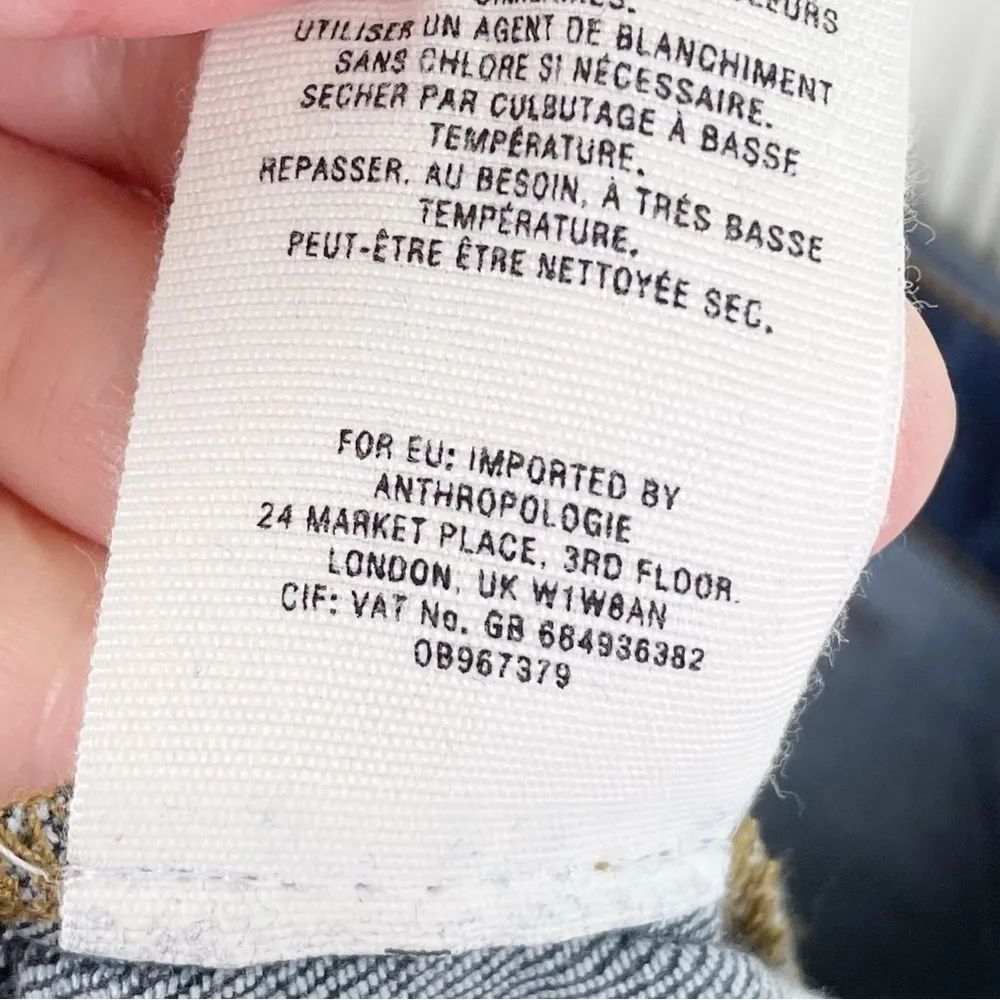 UTILISER UN AGENT DE BLANCHIMENT
SANS CHLORE SI NÉCESSAIRE.
SECHER PAR CULBUTAGE À BASSE
TEMPÉRATURE.
REPASSER, AU BESOIN, À TRÉS BASSE
TEMPÉRATURE.
PEUT-ÊTRE ÊTRE NETTOYÉE SEC.
FOR EU: IMPORTED BY
ANTHROPOLOGIE
24 MARKET PLACE, 3RD FLOOR.
LONDON, UK W1W8AN
CIF: VAT No. GB 684936382
0B967379